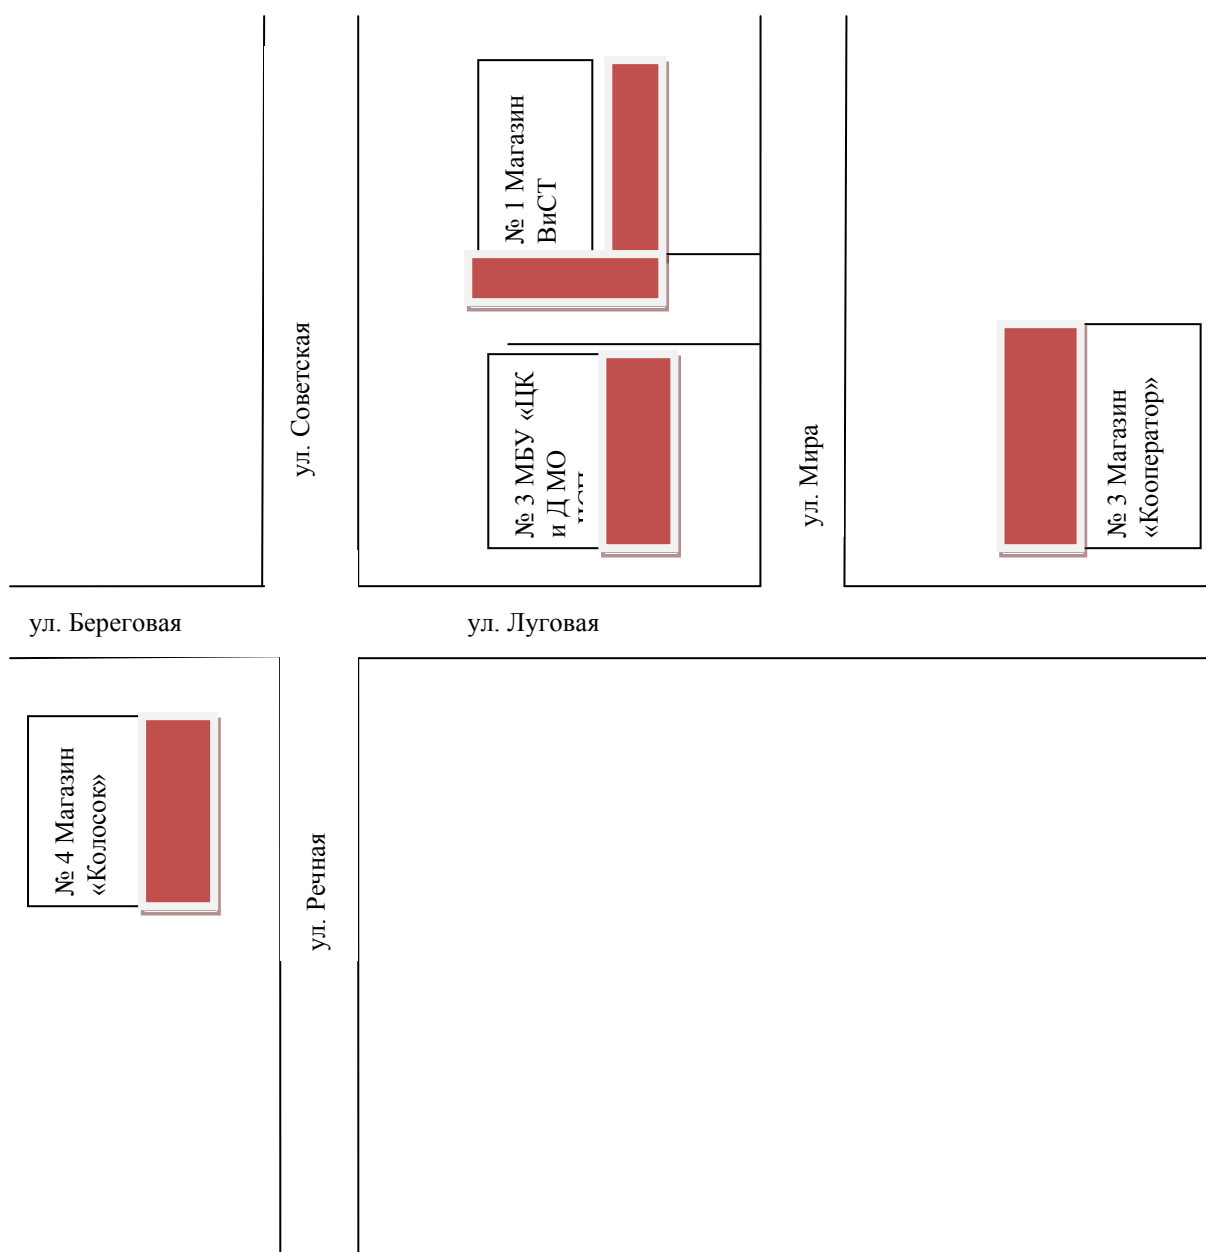 № 1 Магазин
ВиСТ
ул. Советская
№ 3 МБУ «ЦК
и Д МО
ул. Мира
№ 3 Магазин
«Кооператор»
ул. Береговая
ул. Луговая
№ 4 Магазин
«Колосок»
ул. Речная